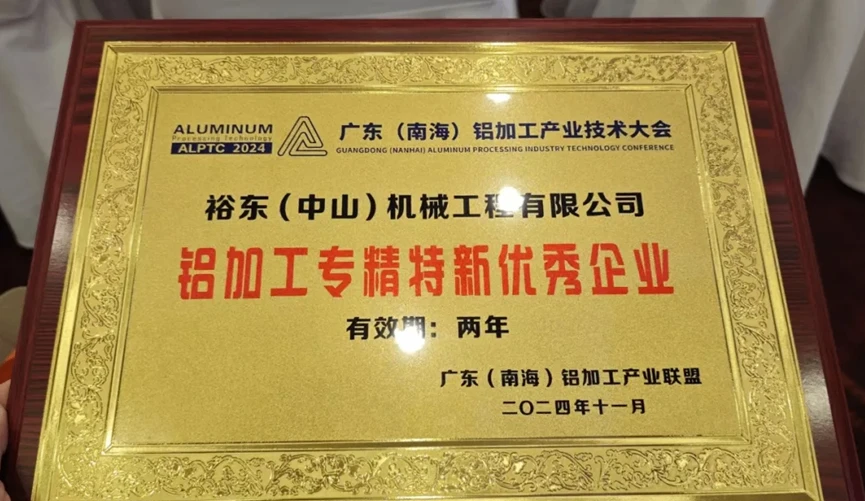 ALUMINUM
Processing Technology
ALPTC 2024
广东（南海）铝加工产业技术大会
GUANGDONG (NANHAI) ALUMINUM PROCESSING INDUSTRY TECHNOLOGY CONFERENCE
裕东（中山）机械工程有限公司
铝加工专精特新优秀企业
有效期：两年
广东（南海）铝加工产业联盟
二〇二四年十一月